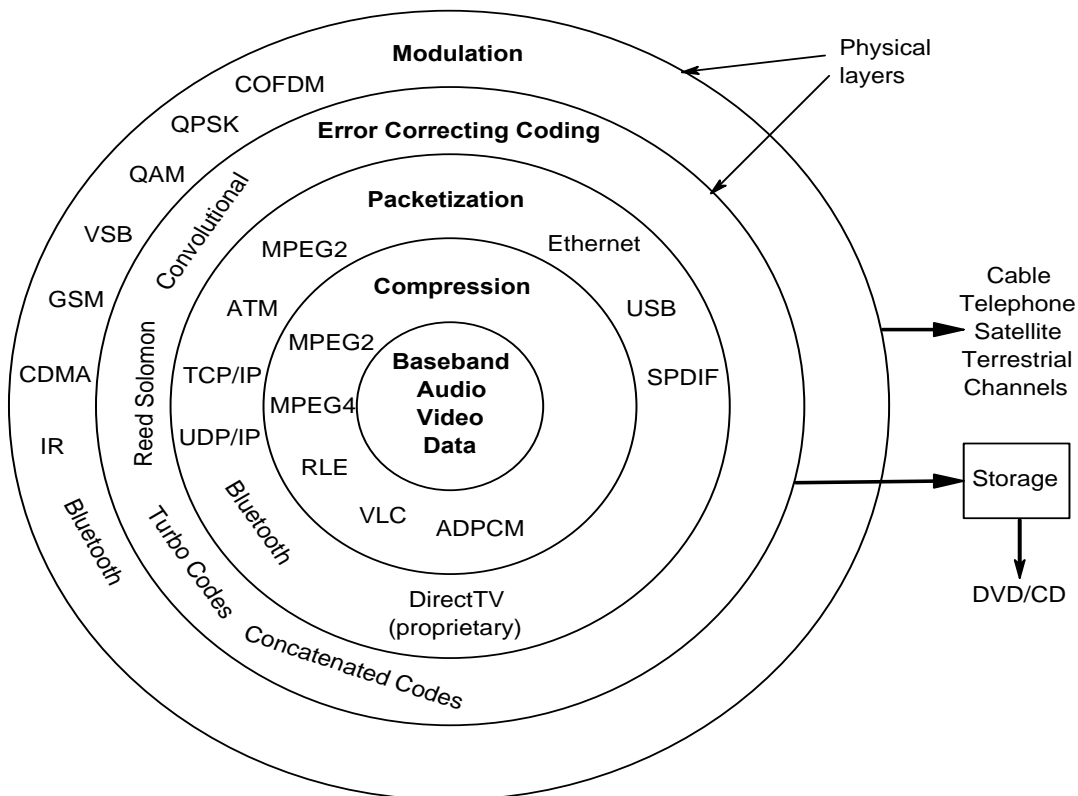 Modulation
COFDM
QPSK
QAM
VSB
GSM
CDMA
IR
Bluetooth
Error Correcting Coding
Convolutional
Reed Solomon
Turbo Codes
Concatenated Codes
Packetization
MPEG2
ATM
TCP/IP
UDP/IP
Bluetooth
DirectTV
(proprietary)
Ethernet
USB
SPDIF
Compression
MPEG2
MPEG4
RLE
VLC
ADPCM
Baseband
Audio
Video
Data
Physical
layers
Cable
Telephone
Satellite
Terrestrial
Channels
Storage
DVD/CD